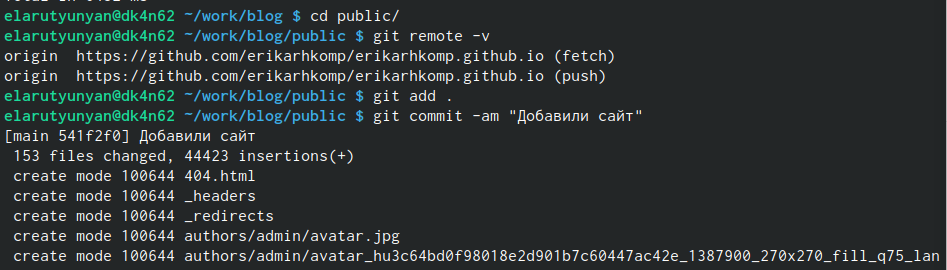 elarutyunyan@dk4n62 ~/work/blog $ cd public/
elarutyunyan@dk4n62 ~/work/blog/public $ git remote -v
origin  https://github.com/erikarhkomp/erikarhkomp.github.io (fetch)
origin  https://github.com/erikarhkomp/erikarhkomp.github.io (push)
elarutyunyan@dk4n62 ~/work/blog/public $ git add .
elarutyunyan@dk4n62 ~/work/blog/public $ git commit -am "Добавили сайт"
[main 541f2f0] Добавили сайт
 153 files changed, 44423 insertions(+)
 create mode 100644 404.html
 create mode 100644 _headers
 create mode 100644 _redirects
 create mode 100644 authors/admin/avatar.jpg
 create mode 100644 authors/admin/avatar_hu3c64bd0f98018e2d901b7c60447ac42e_1387900_270x270_fill_q75_lan